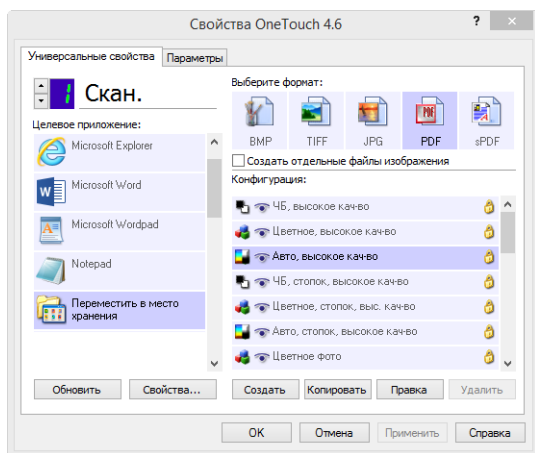 Свойства OneTouch 4.6
?
Универсальные свойства Параметры
1 Скан.
Целевое приложение:
Microsoft Explorer
Microsoft Word
Microsoft Wordpad
Notepad
Переместить в место
хранения
Обновить Свойства...
Выберите формат:
BMP TIFF JPG PDF sPDF
Создать отдельные файлы изображения
Конфигурация:
ЧБ, высокое кач-во
Цветное, высокое кач-во
Авто, высокое кач-во
ЧБ, стопок, высокое кач-во
Цветное, стопок, выс. кач-во
Авто, стопок, высокое кач-во
Цветное фото
Создать Копировать Правка Удалить
OK Отмена Применить Справка